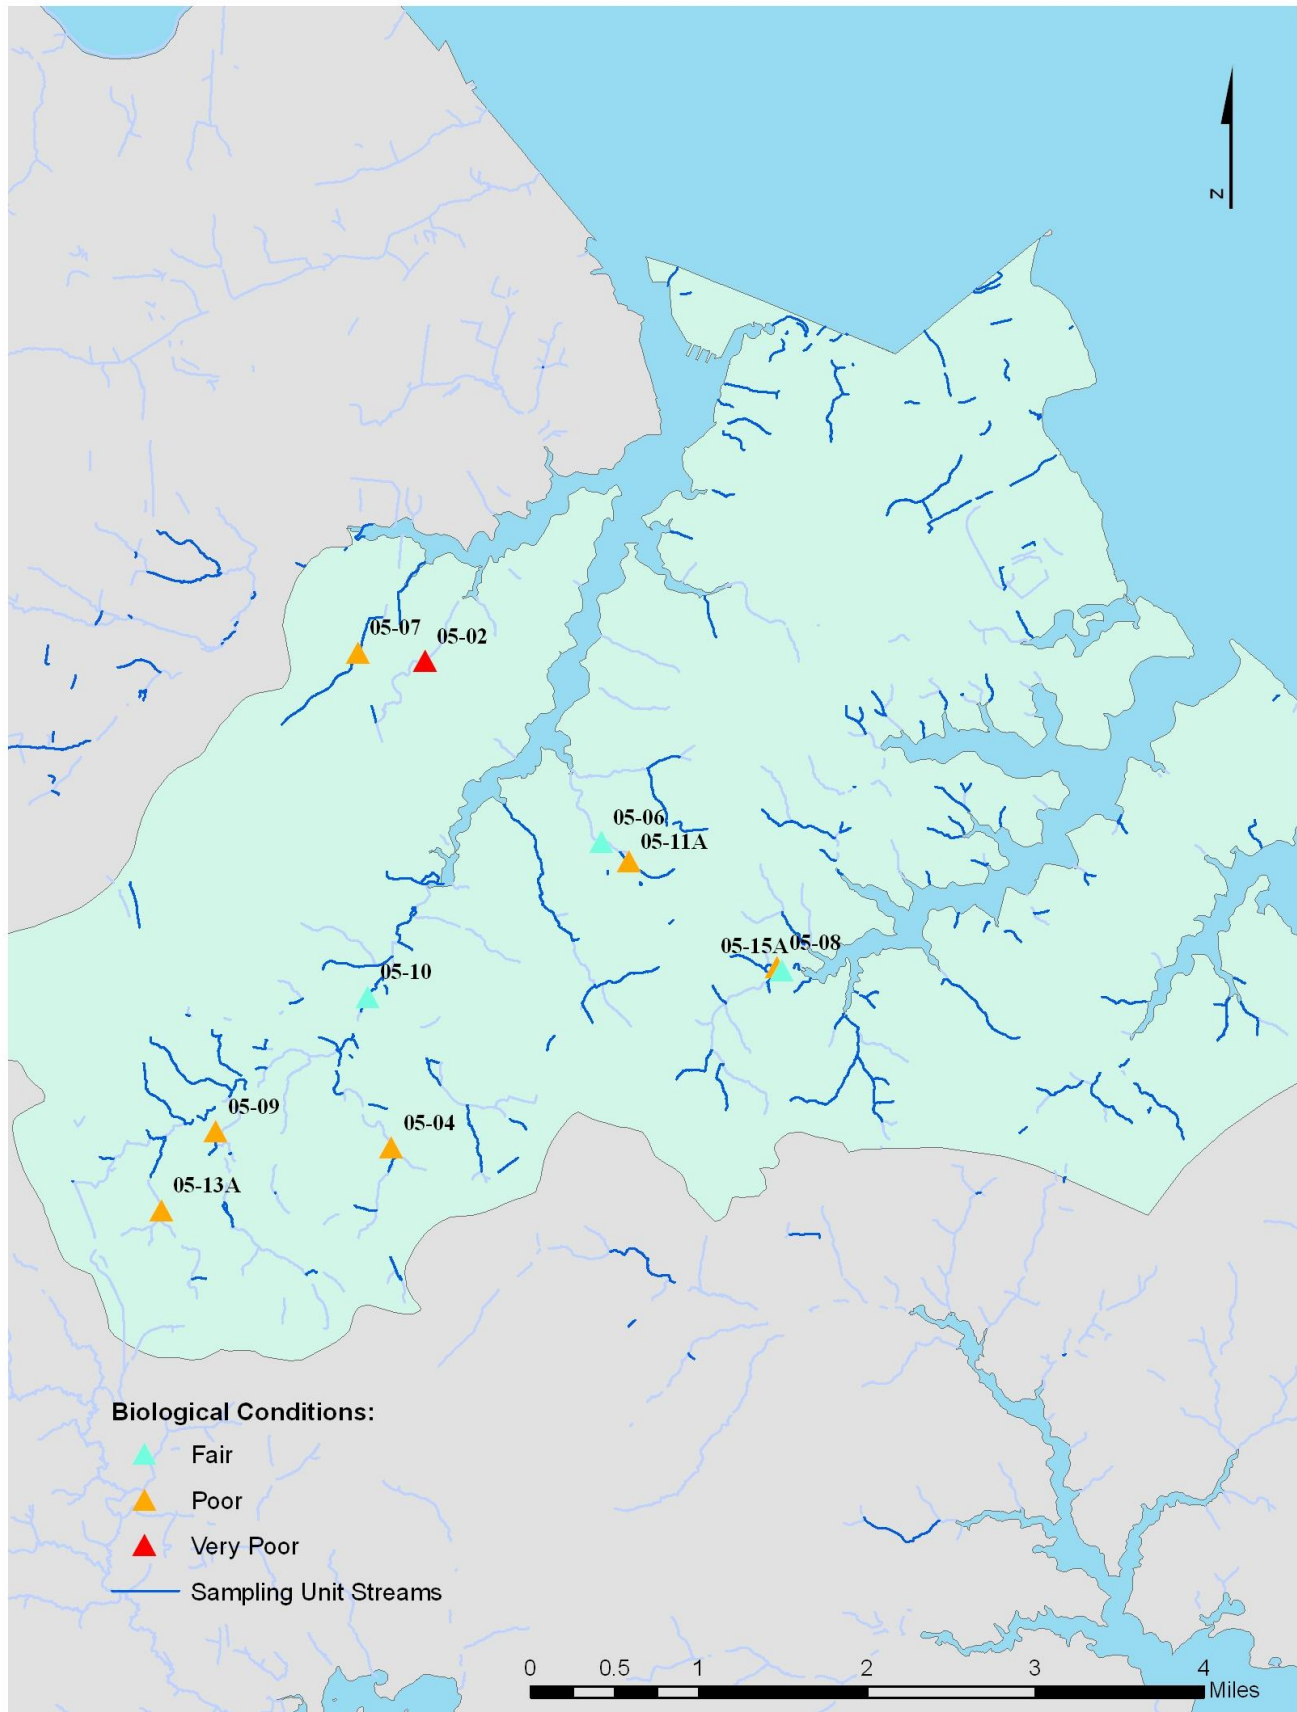 N
05-07
05-02
05-06
05-11A
05-15A
05-08
05-10
05-09
05-04
05-13A
Biological Conditions:
Fair
Poor
Very Poor
Sampling Unit Streams
0 0.5 1 2 3 4
Miles